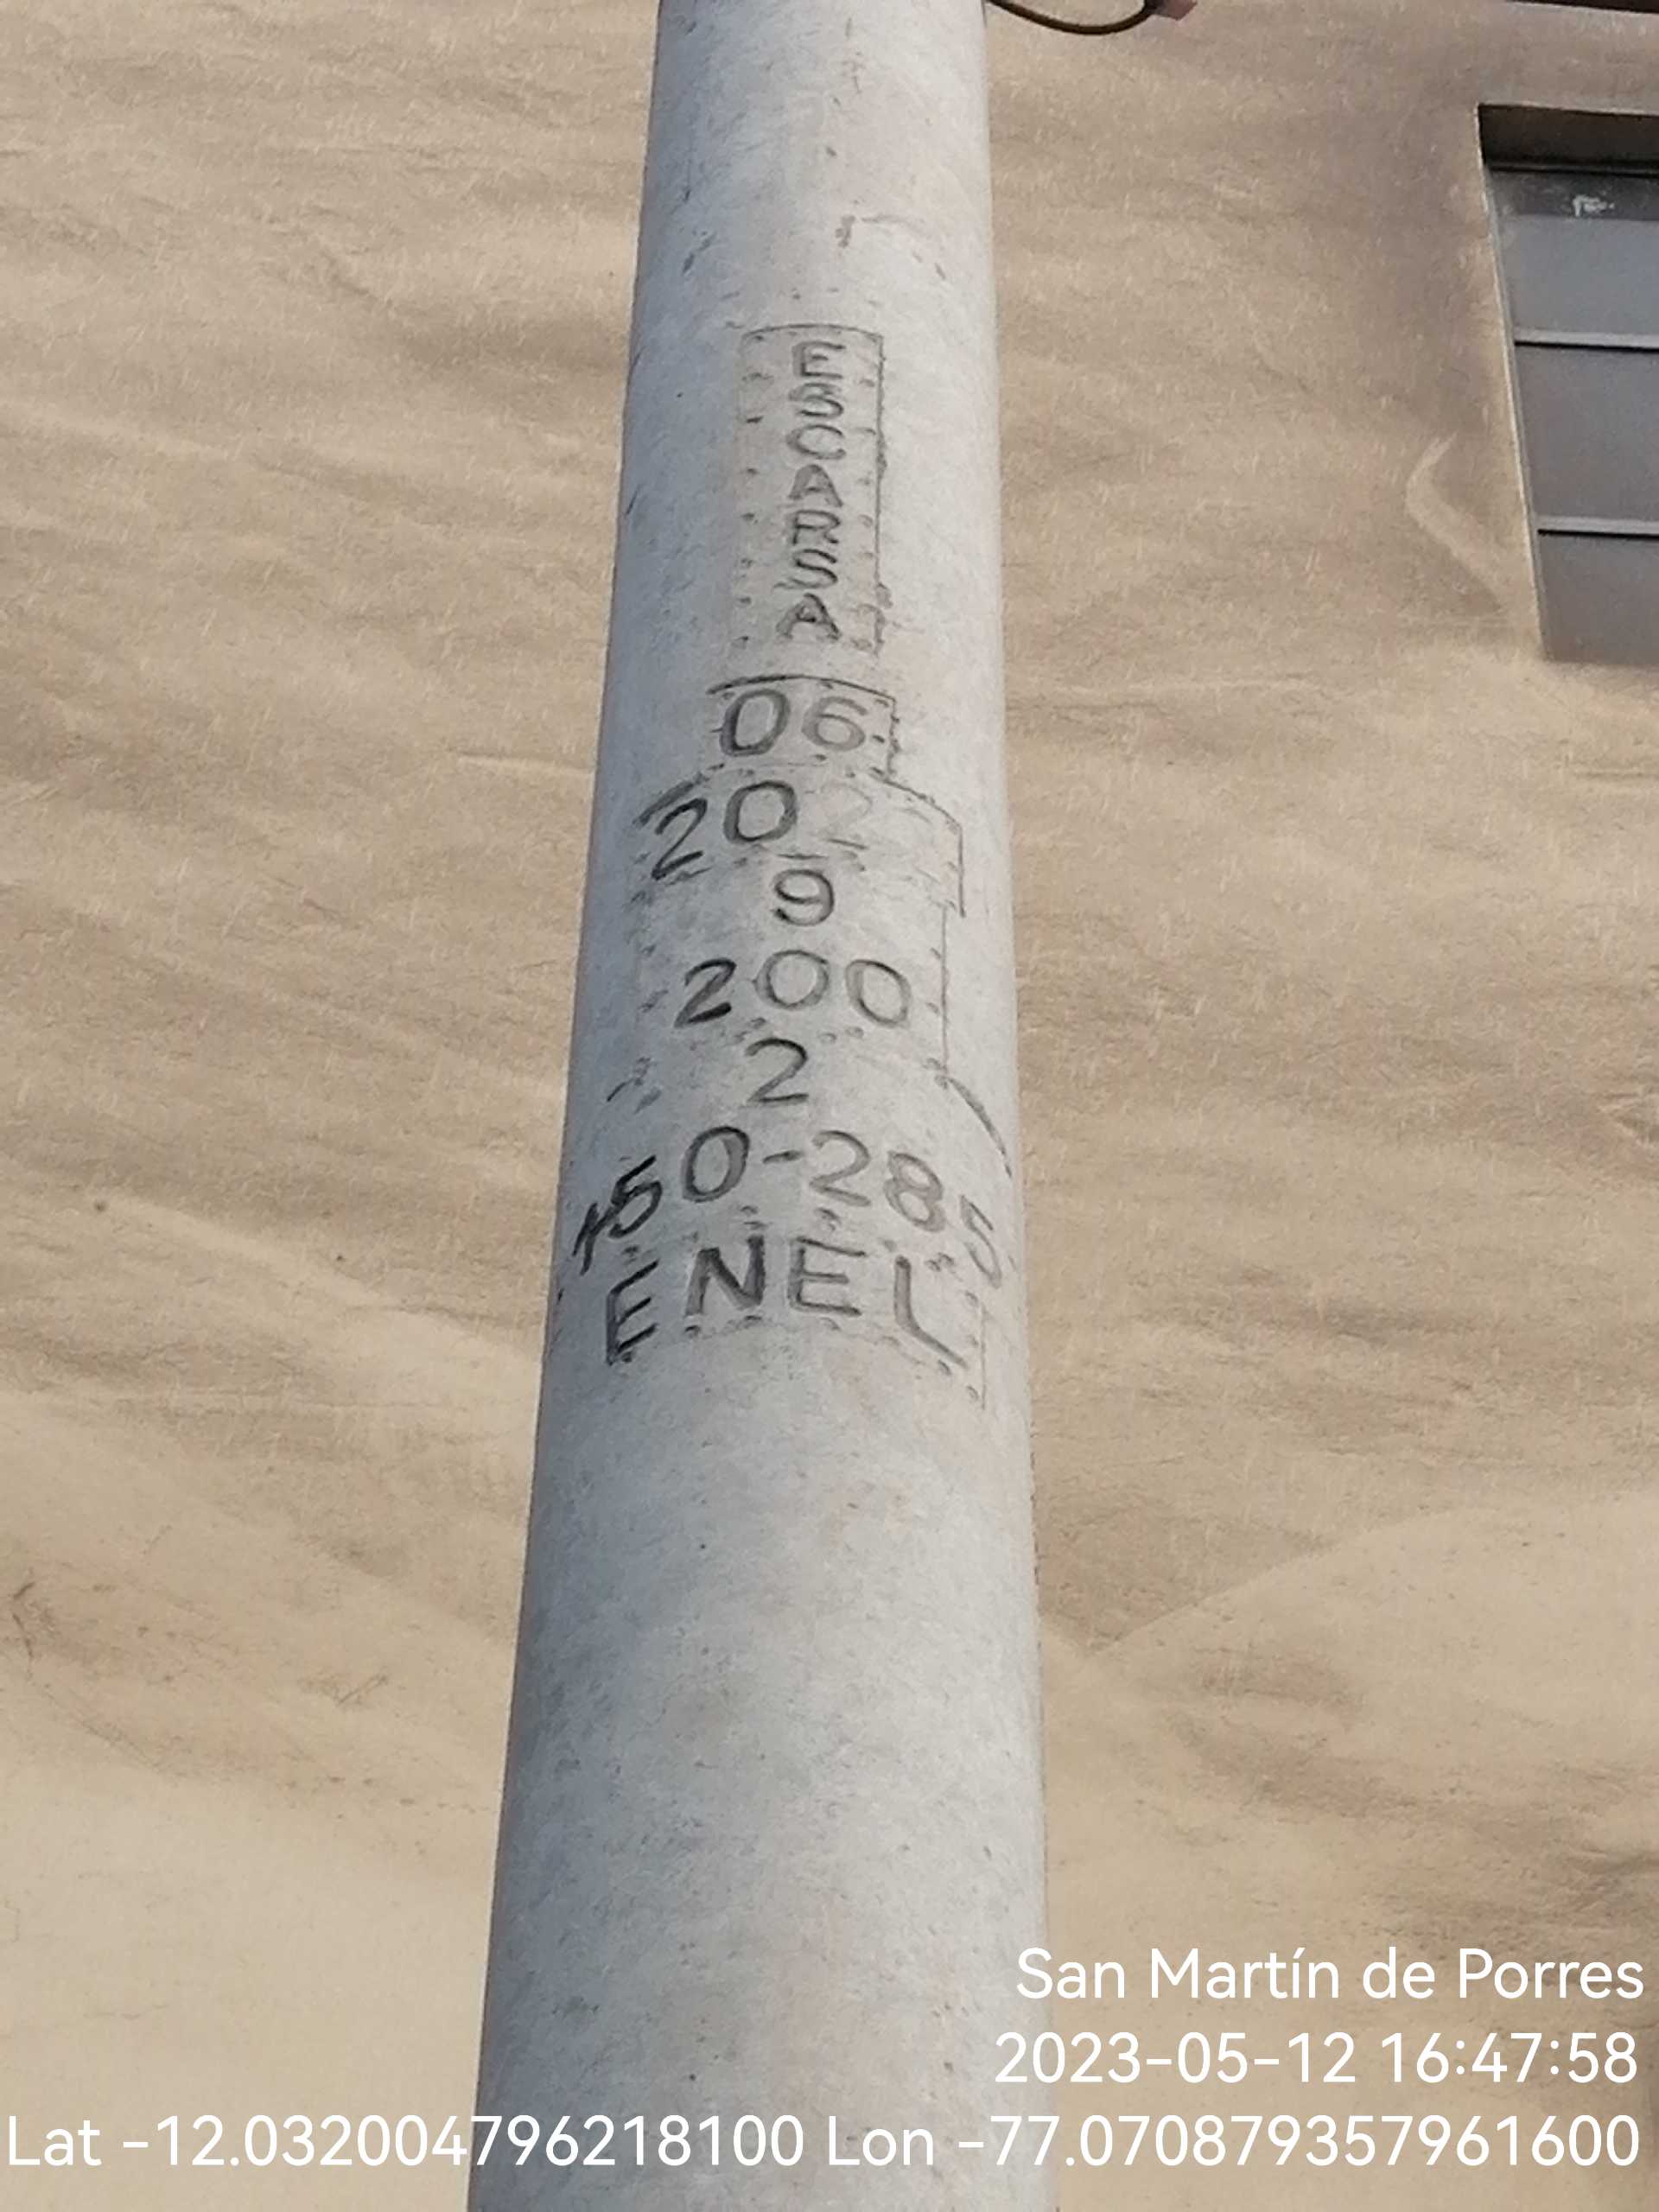 ESCARSA
06
202
9
200
2
150-285
ENEL
San Martín de Porres
2023-05-12 16:47:58
Lat -12.032004796218100 Lon -77.070879357961600